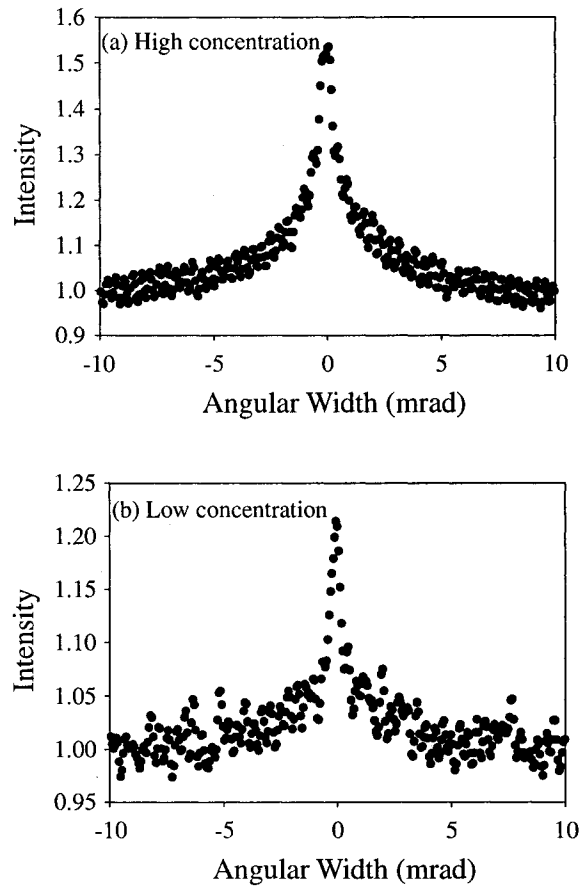 1.6
(a) High concentration
1.5
1.4
1.3
1.2
1.1
1.0
0.9
Intensity
-10 -5 0 5 10
Angular Width (mrad)
1.25
(b) Low concentration
1.20
1.15
1.10
1.05
1.00
0.95
Intensity
-10 -5 0 5 10
Angular Width (mrad)